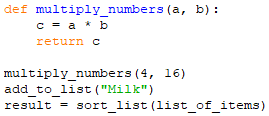 def multiply_numbers(a, b):
    c = a * b
    return c

multiply_numbers(4, 16)
add_to_list("Milk")
result = sort_list(list_of_items)